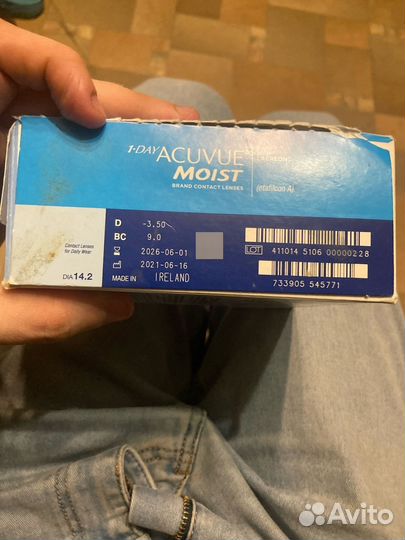 1-DAY ACUVUE
MOIST
BRAND CONTACT LENSES
(etafilcon A)
D -3.50
BC 9.0
2026-06-01
2021-06-16
MADE IN IRELAND
Contact Lenses
for Daily Wear
DIA 14.2
LOT 411014 5106 00000228
733905 545771
Avito